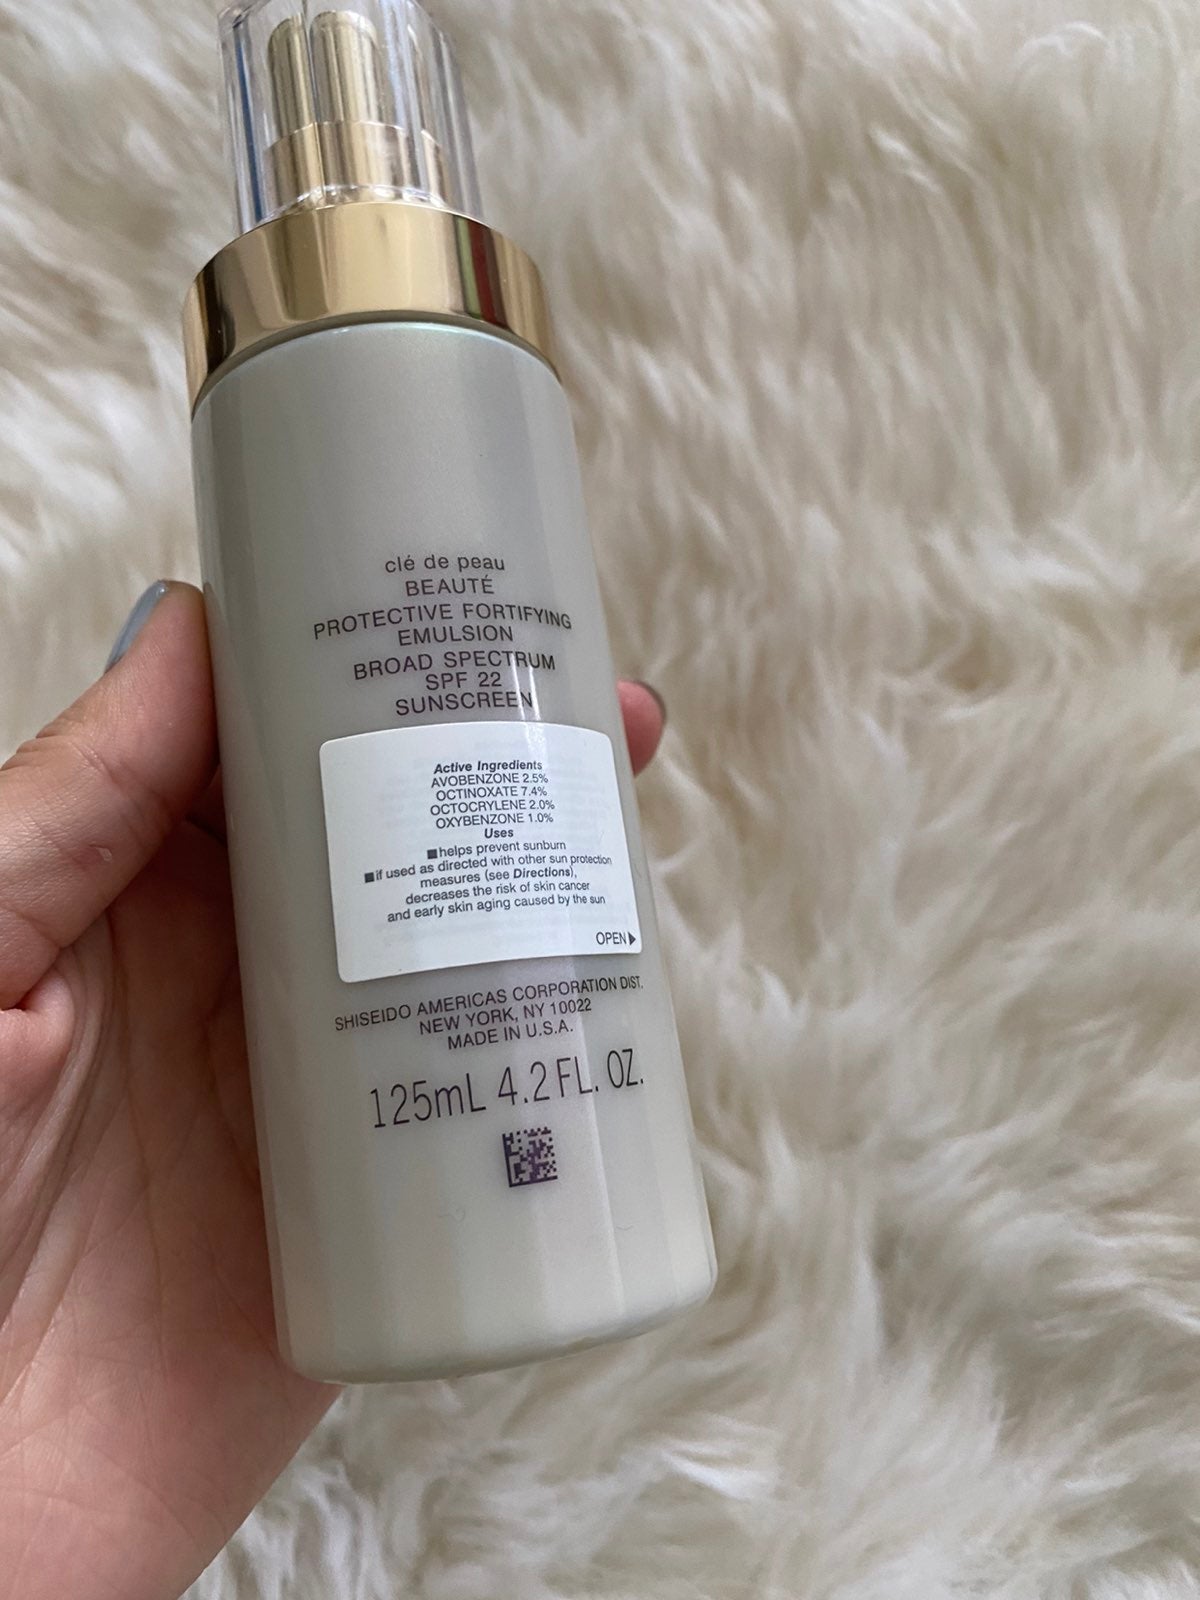 clé de peau
BEAUTÉ
PROTECTIVE FORTIFYING
EMULSION
BROAD SPECTRUM
SPF 22
SUNSCREEN
Active Ingredients
AVOBENZONE 2.5%
OCTINOXATE 7.4%
OCTOCRYLENE 2.0%
OXYBENZONE 1.0%
Uses
■ helps prevent sunburn
■ if used as directed with other sun protection
measures (see Directions),
decreases the risk of skin cancer
and early skin aging caused by the sun
OPEN▶
SHISEIDO AMERICAS CORPORATION DIST.
NEW YORK, NY 10022
MADE IN U.S.A.
125mL 4.2 FL. OZ.